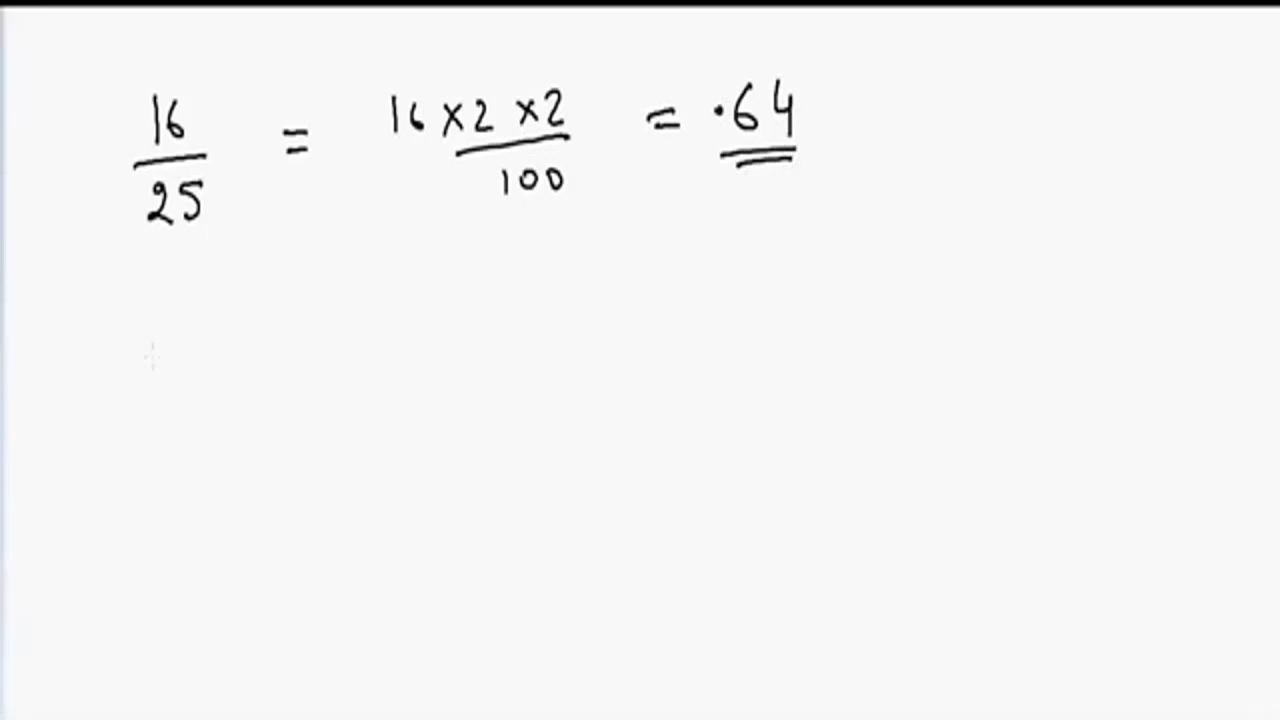 16/25 = 16 x 2 x 2/100 = .64